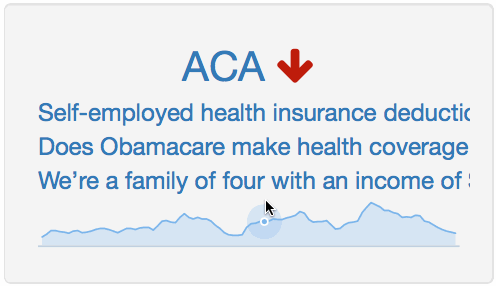 ACA
Self-employed health insurance
Does Obamacare make health coverage
We’re a family of four with an income of